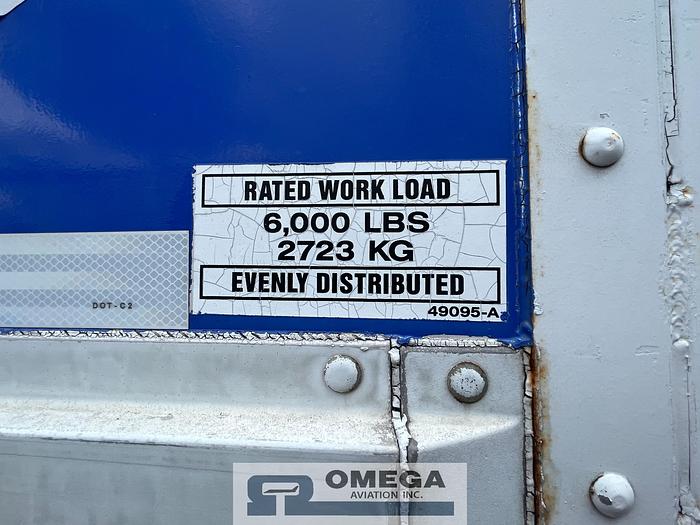 RATED WORK LOAD
6,000 LBS
2723 KG
EVENLY DISTRIBUTED
49095-A
DOT-C2
OMEGA
AVIATION INC.